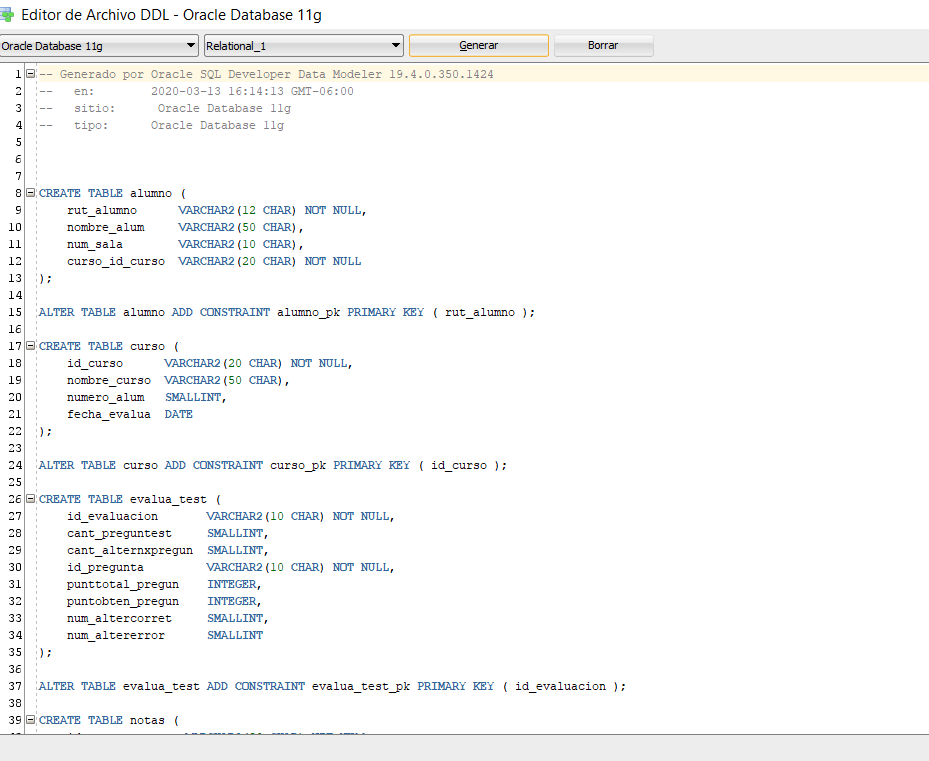 Editor de Archivo DDL - Oracle Database 11g
Oracle Database 11g Relational_1 Generar Borrar
1 -- Generado por Oracle SQL Developer Data Modeler 19.4.0.350.1424
2 --   en:        2020-03-13 16:14:13 GMT-06:00
3 --   sitio:      Oracle Database 11g
4 --   tipo:      Oracle Database 11g
5
6
7
8 CREATE TABLE alumno (
9     rut_alumno      VARCHAR2(12 CHAR) NOT NULL,
10     nombre_alum     VARCHAR2(50 CHAR),
11     num_sala        VARCHAR2(10 CHAR),
12     curso_id_curso  VARCHAR2(20 CHAR) NOT NULL
13 );
14
15 ALTER TABLE alumno ADD CONSTRAINT alumno_pk PRIMARY KEY ( rut_alumno );
16
17 CREATE TABLE curso (
18     id_curso      VARCHAR2(20 CHAR) NOT NULL,
19     nombre_curso  VARCHAR2(50 CHAR),
20     numero_alum   SMALLINT,
21     fecha_evalua  DATE
22 );
23
24 ALTER TABLE curso ADD CONSTRAINT curso_pk PRIMARY KEY ( id_curso );
25
26 CREATE TABLE evalua_test (
27     id_evaluacion       VARCHAR2(10 CHAR) NOT NULL,
28     cant_preguntest     SMALLINT,
29     cant_alternxpregun  SMALLINT,
30     id_pregunta         VARCHAR2(10 CHAR) NOT NULL,
31     punttotal_pregun    INTEGER,
32     puntobten_pregun    INTEGER,
33     num_altercorret     SMALLINT,
34     num_altererror      SMALLINT
35 );
36
37 ALTER TABLE evalua_test ADD CONSTRAINT evalua_test_pk PRIMARY KEY ( id_evaluacion );
38
39 CREATE TABLE notas (